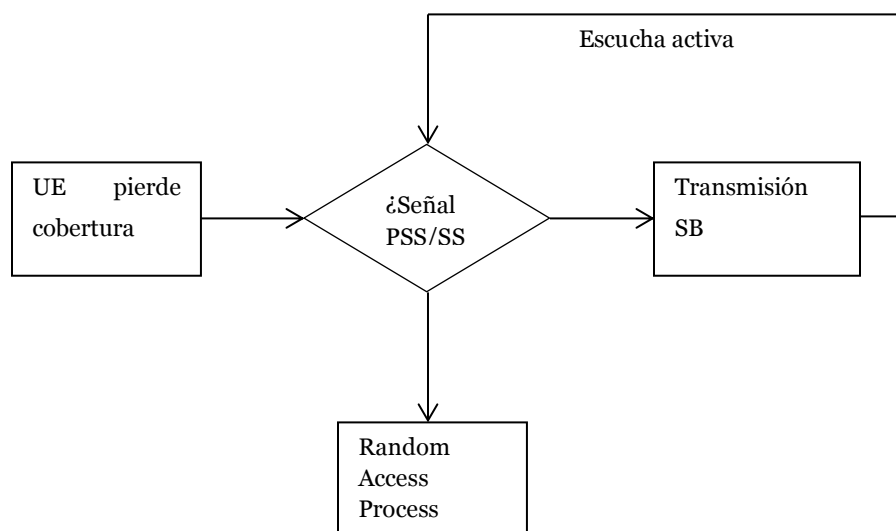 Escucha activa
UE pierde
cobertura
¿Señal
PSS/SS
Transmisión
SB
Random
Access
Process